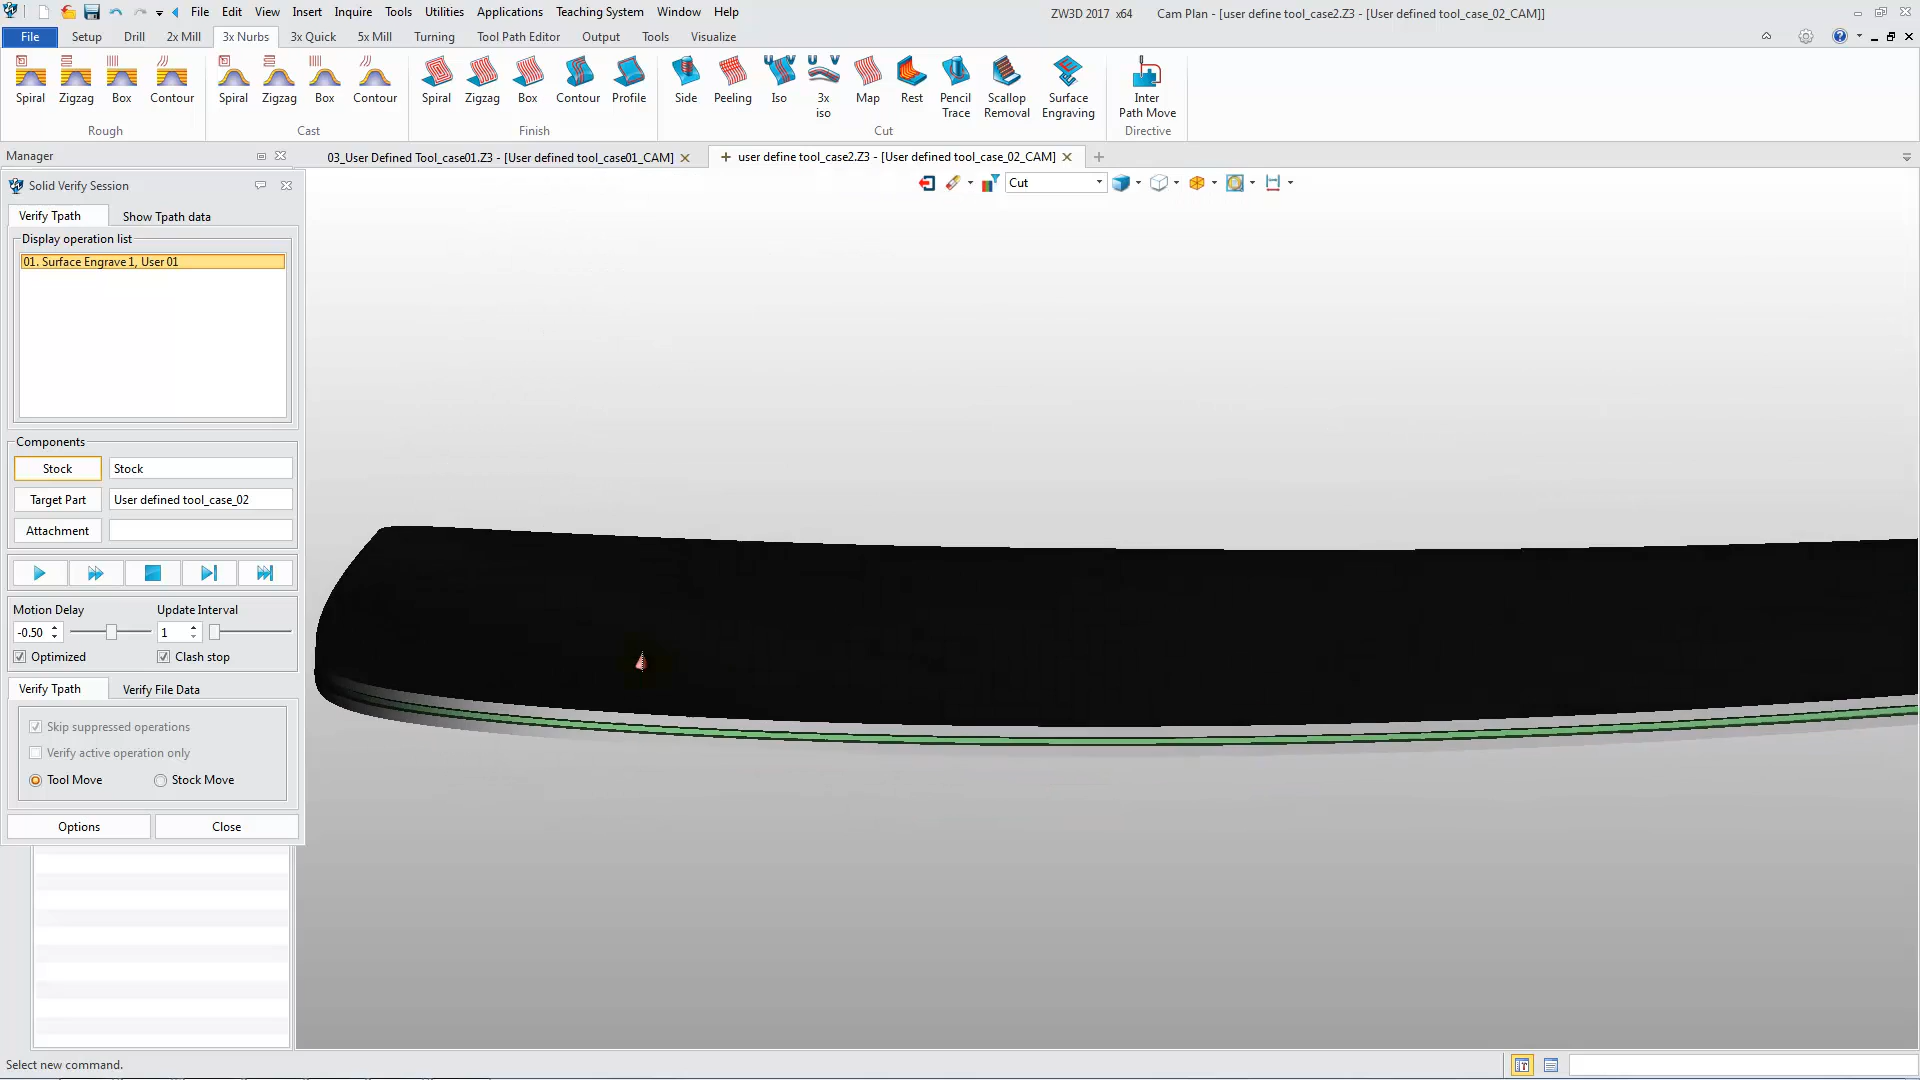 File Edit View Insert Inquire Tools Utilities Applications Teaching System Window Help
ZW3D 2017 x64 Cam Plan - [user define tool_case2.Z3 - [User defined tool_case_02_CAM]]
File Setup Drill 2x Mill 3x Nurbs 3x Quick 5x Mill Turning Tool Path Editor Output Tools Visualize
Spiral Zigzag Box Contour Spiral Zigzag Box Contour Spiral Zigzag Box Contour Profile Side Peeling Iso 3x iso Map Rest Pencil Trace Scallop Removal Surface Engraving Inter Path Move
Rough Cast Finish Cut Directive
Manager
03_User Defined Tool_case01.Z3 - [User defined tool_case01_CAM]
user define tool_case2.Z3 - [User defined tool_case_02_CAM]
Solid Verify Session
Cut
Verify Tpath Show Tpath data
Display operation list
01. Surface Engrave 1, User 01
Components
Stock Stock
Target Part User defined tool_case_02
Attachment
Motion Delay Update Interval
-0.50 1
Optimized Clash stop
Verify Tpath Verify File Data
Skip suppressed operations
Verify active operation only
Tool Move Stock Move
Options Close
Select new command.